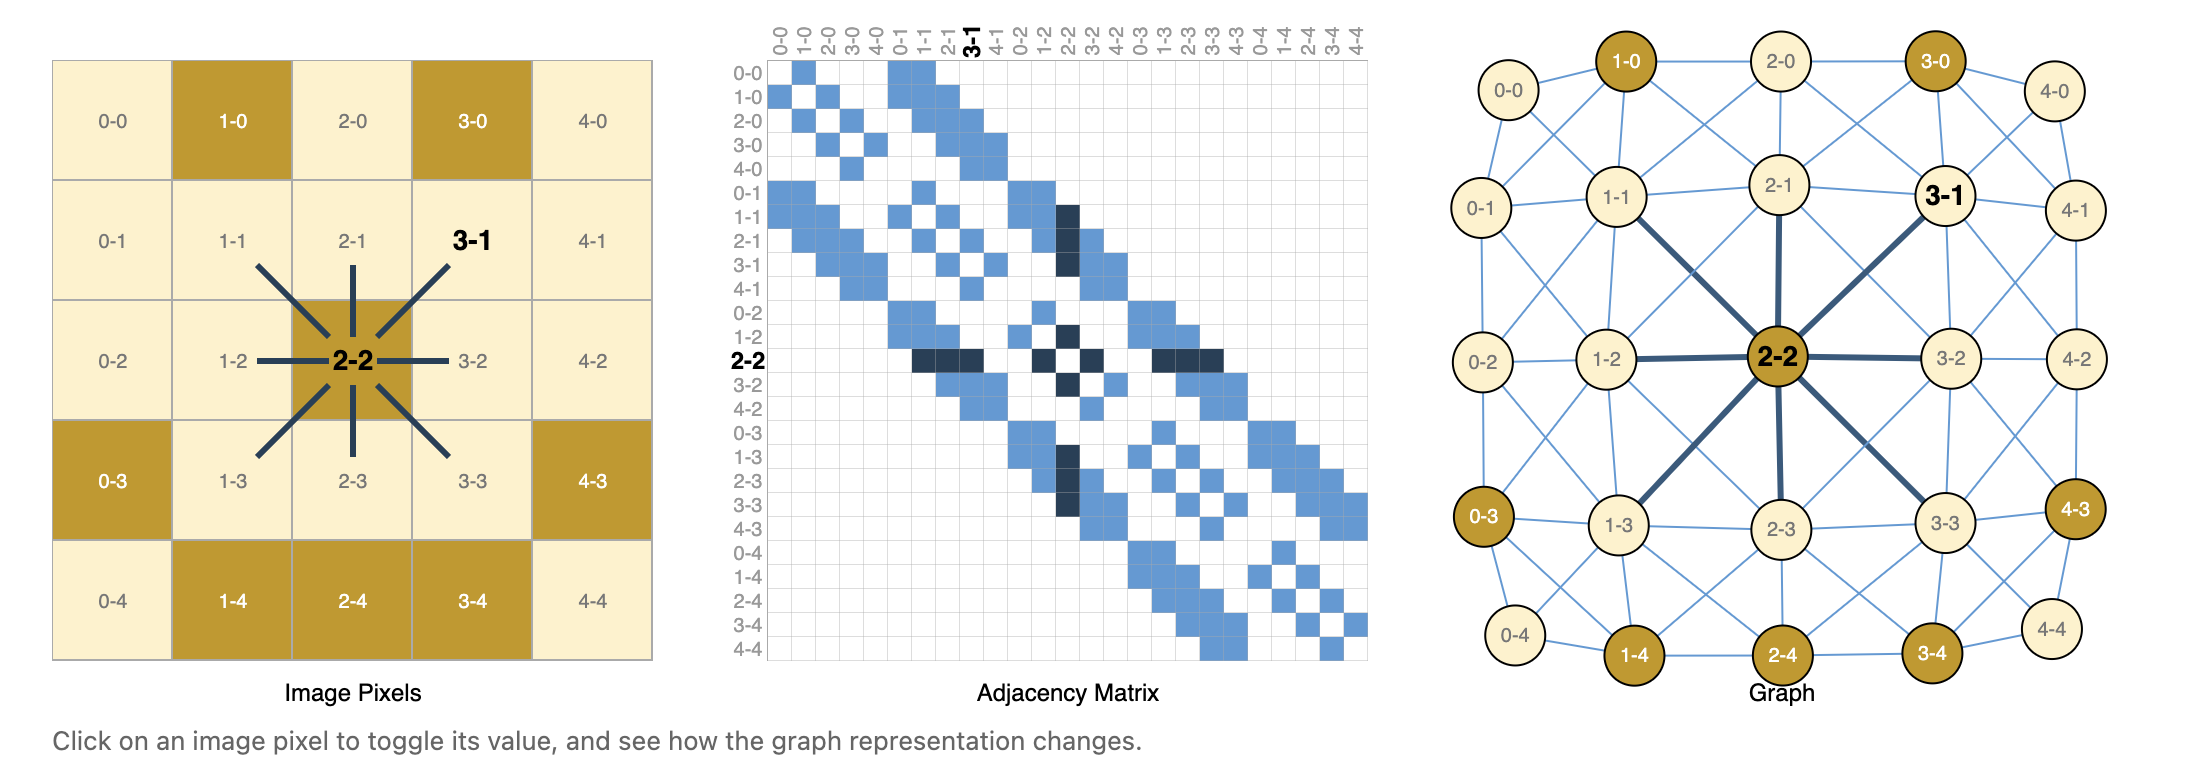 0-0 1-0 2-0 3-0 4-0
0-1 1-1 2-1 3-1 4-1
0-2 1-2 2-2 3-2 4-2
0-3 1-3 2-3 3-3 4-3
0-4 1-4 2-4 3-4 4-4
Image Pixels
0-0 1-0 2-0 3-0 4-0 0-1 1-1 2-1 3-1 4-1 0-2 1-2 2-2 3-2 4-2 0-3 1-3 2-3 3-3 4-3 0-4 1-4 2-4 3-4 4-4
0-0
1-0
2-0
3-0
4-0
0-1
1-1
2-1
3-1
4-1
0-2
1-2
2-2
3-2
4-2
0-3
1-3
2-3
3-3
4-3
0-4
1-4
2-4
3-4
4-4
Adjacency Matrix
0-0 1-0 2-0 3-0 4-0
0-1 1-1 2-1 3-1 4-1
0-2 1-2 2-2 3-2 4-2
0-3 1-3 2-3 3-3 4-3
0-4 1-4 2-4 3-4 4-4
Graph
Click on an image pixel to toggle its value, and see how the graph representation changes.